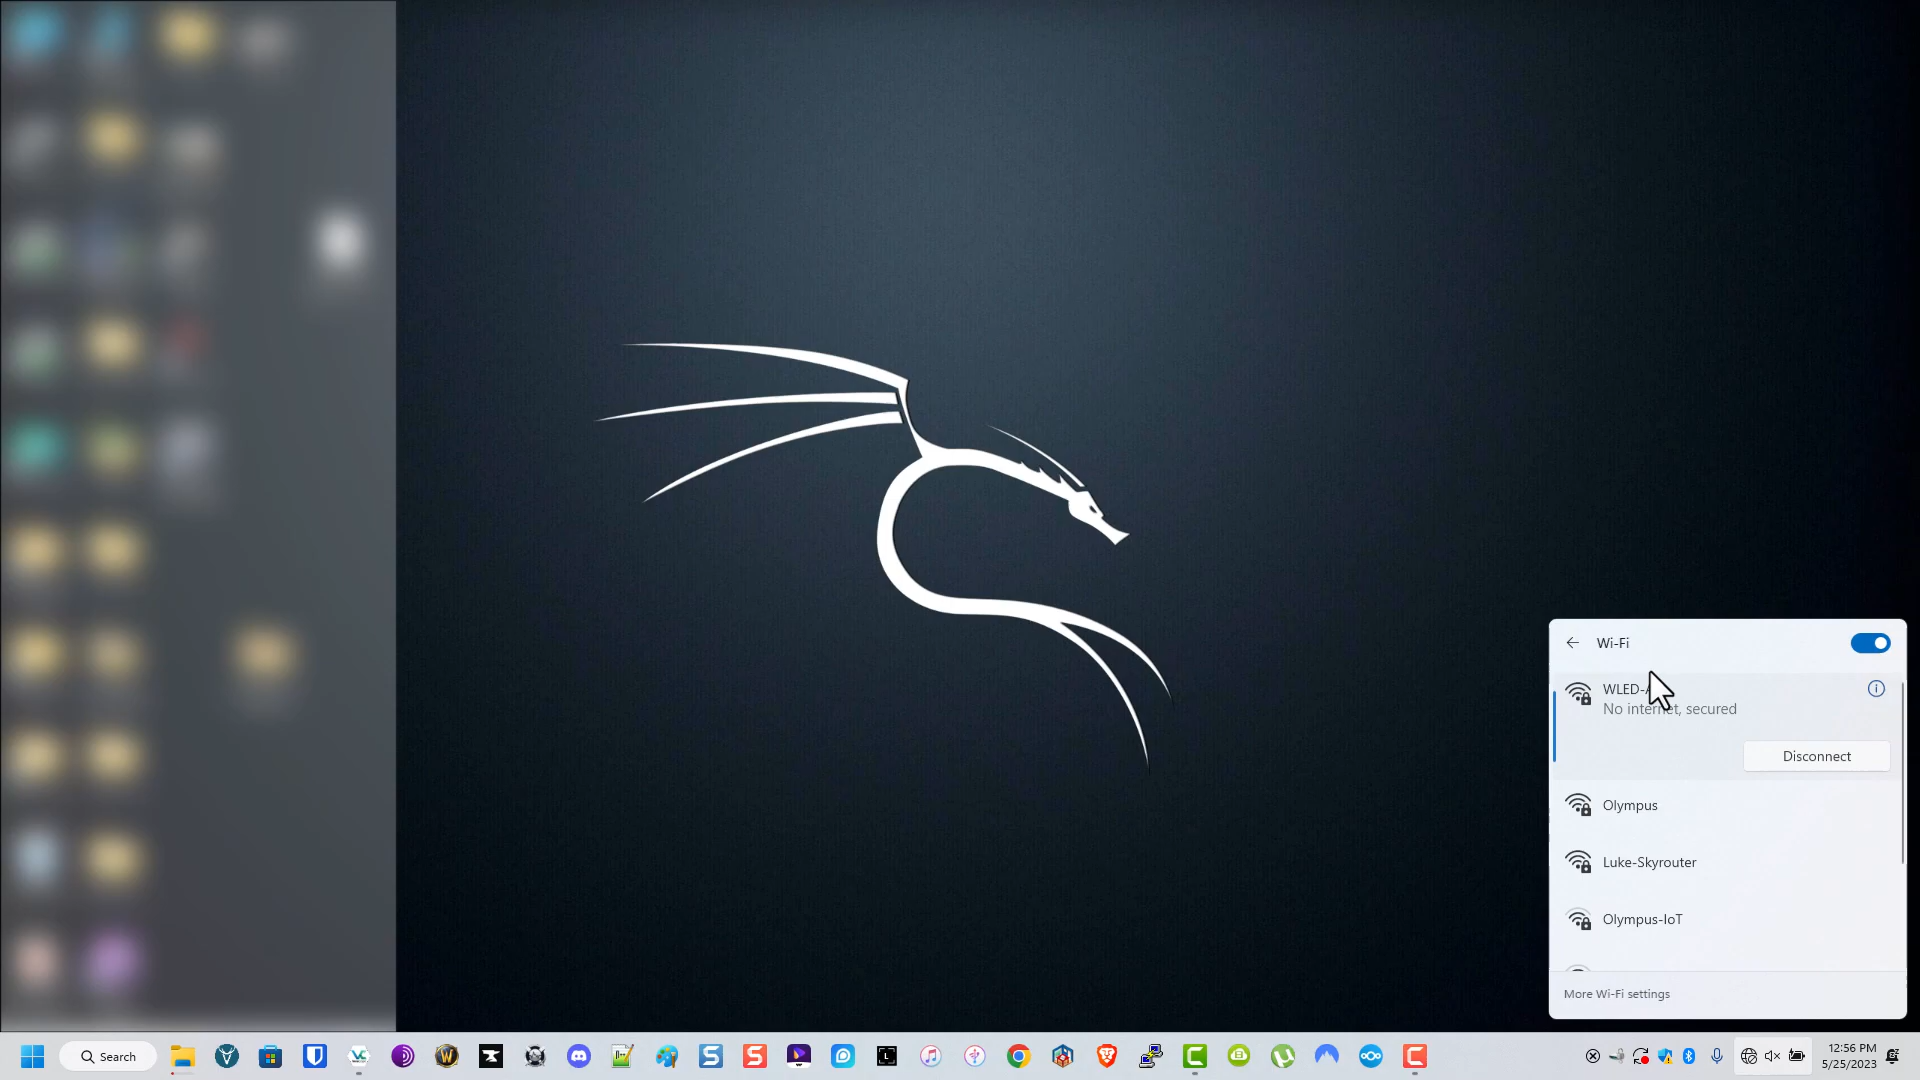 Wi-Fi
WLED-A
No internet, secured
Disconnect
Olympus
Luke-Skyrouter
Olympus-IoT
More Wi-Fi settings
Search
12:56 PM
5/25/2023